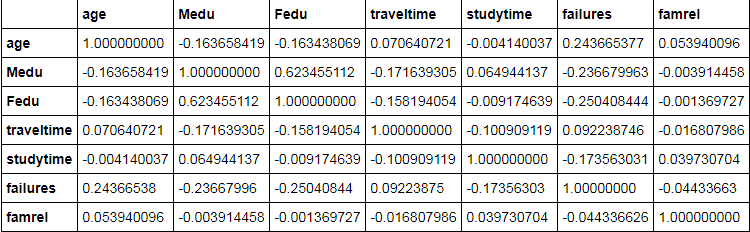 age Medu Fedu traveltime studytime failures famrel
age 1.000000000 -0.163658419 -0.163438069 0.070640721 -0.004140037 0.243665377 0.053940096
Medu -0.163658419 1.000000000 0.623455112 -0.171639305 0.064944137 -0.236679963 -0.003914458
Fedu -0.163438069 0.623455112 1.000000000 -0.158194054 -0.009174639 -0.250408444 -0.001369727
traveltime 0.070640721 -0.171639305 -0.158194054 1.000000000 -0.100909119 0.092238746 -0.016807986
studytime -0.004140037 0.064944137 -0.009174639 -0.100909119 1.000000000 -0.173563031 0.039730704
failures 0.24366538 -0.23667996 -0.25040844 0.09223875 -0.17356303 1.00000000 -0.04433663
famrel 0.053940096 -0.003914458 -0.001369727 -0.016807986 0.039730704 -0.044336626 1.000000000